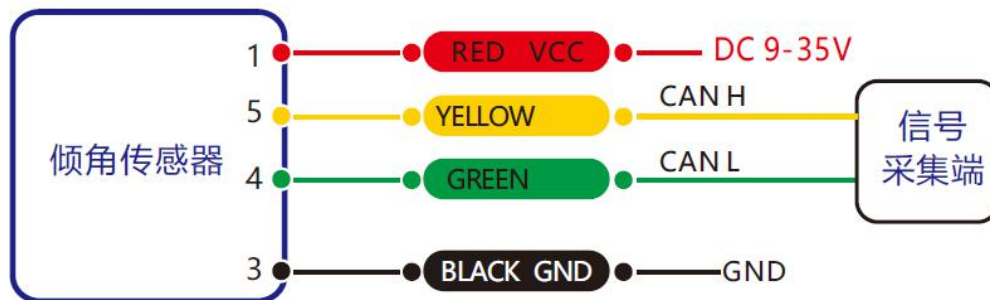 1 RED VCC DC 9-35V
5 YELLOW CAN H
倾角传感器
4 GREEN CAN L
信号
采集端
3 BLACK GND GND